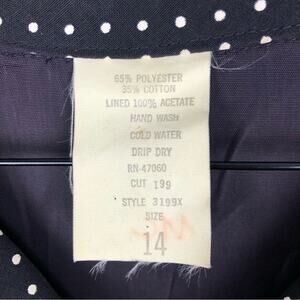 65% POLYESTER
35% COTTON
LINED 100% ACETATE
HAND WASH
COLD WATER
DRIP DRY
RN-47060
CUT 199
STYLE 3199X
SIZE
14